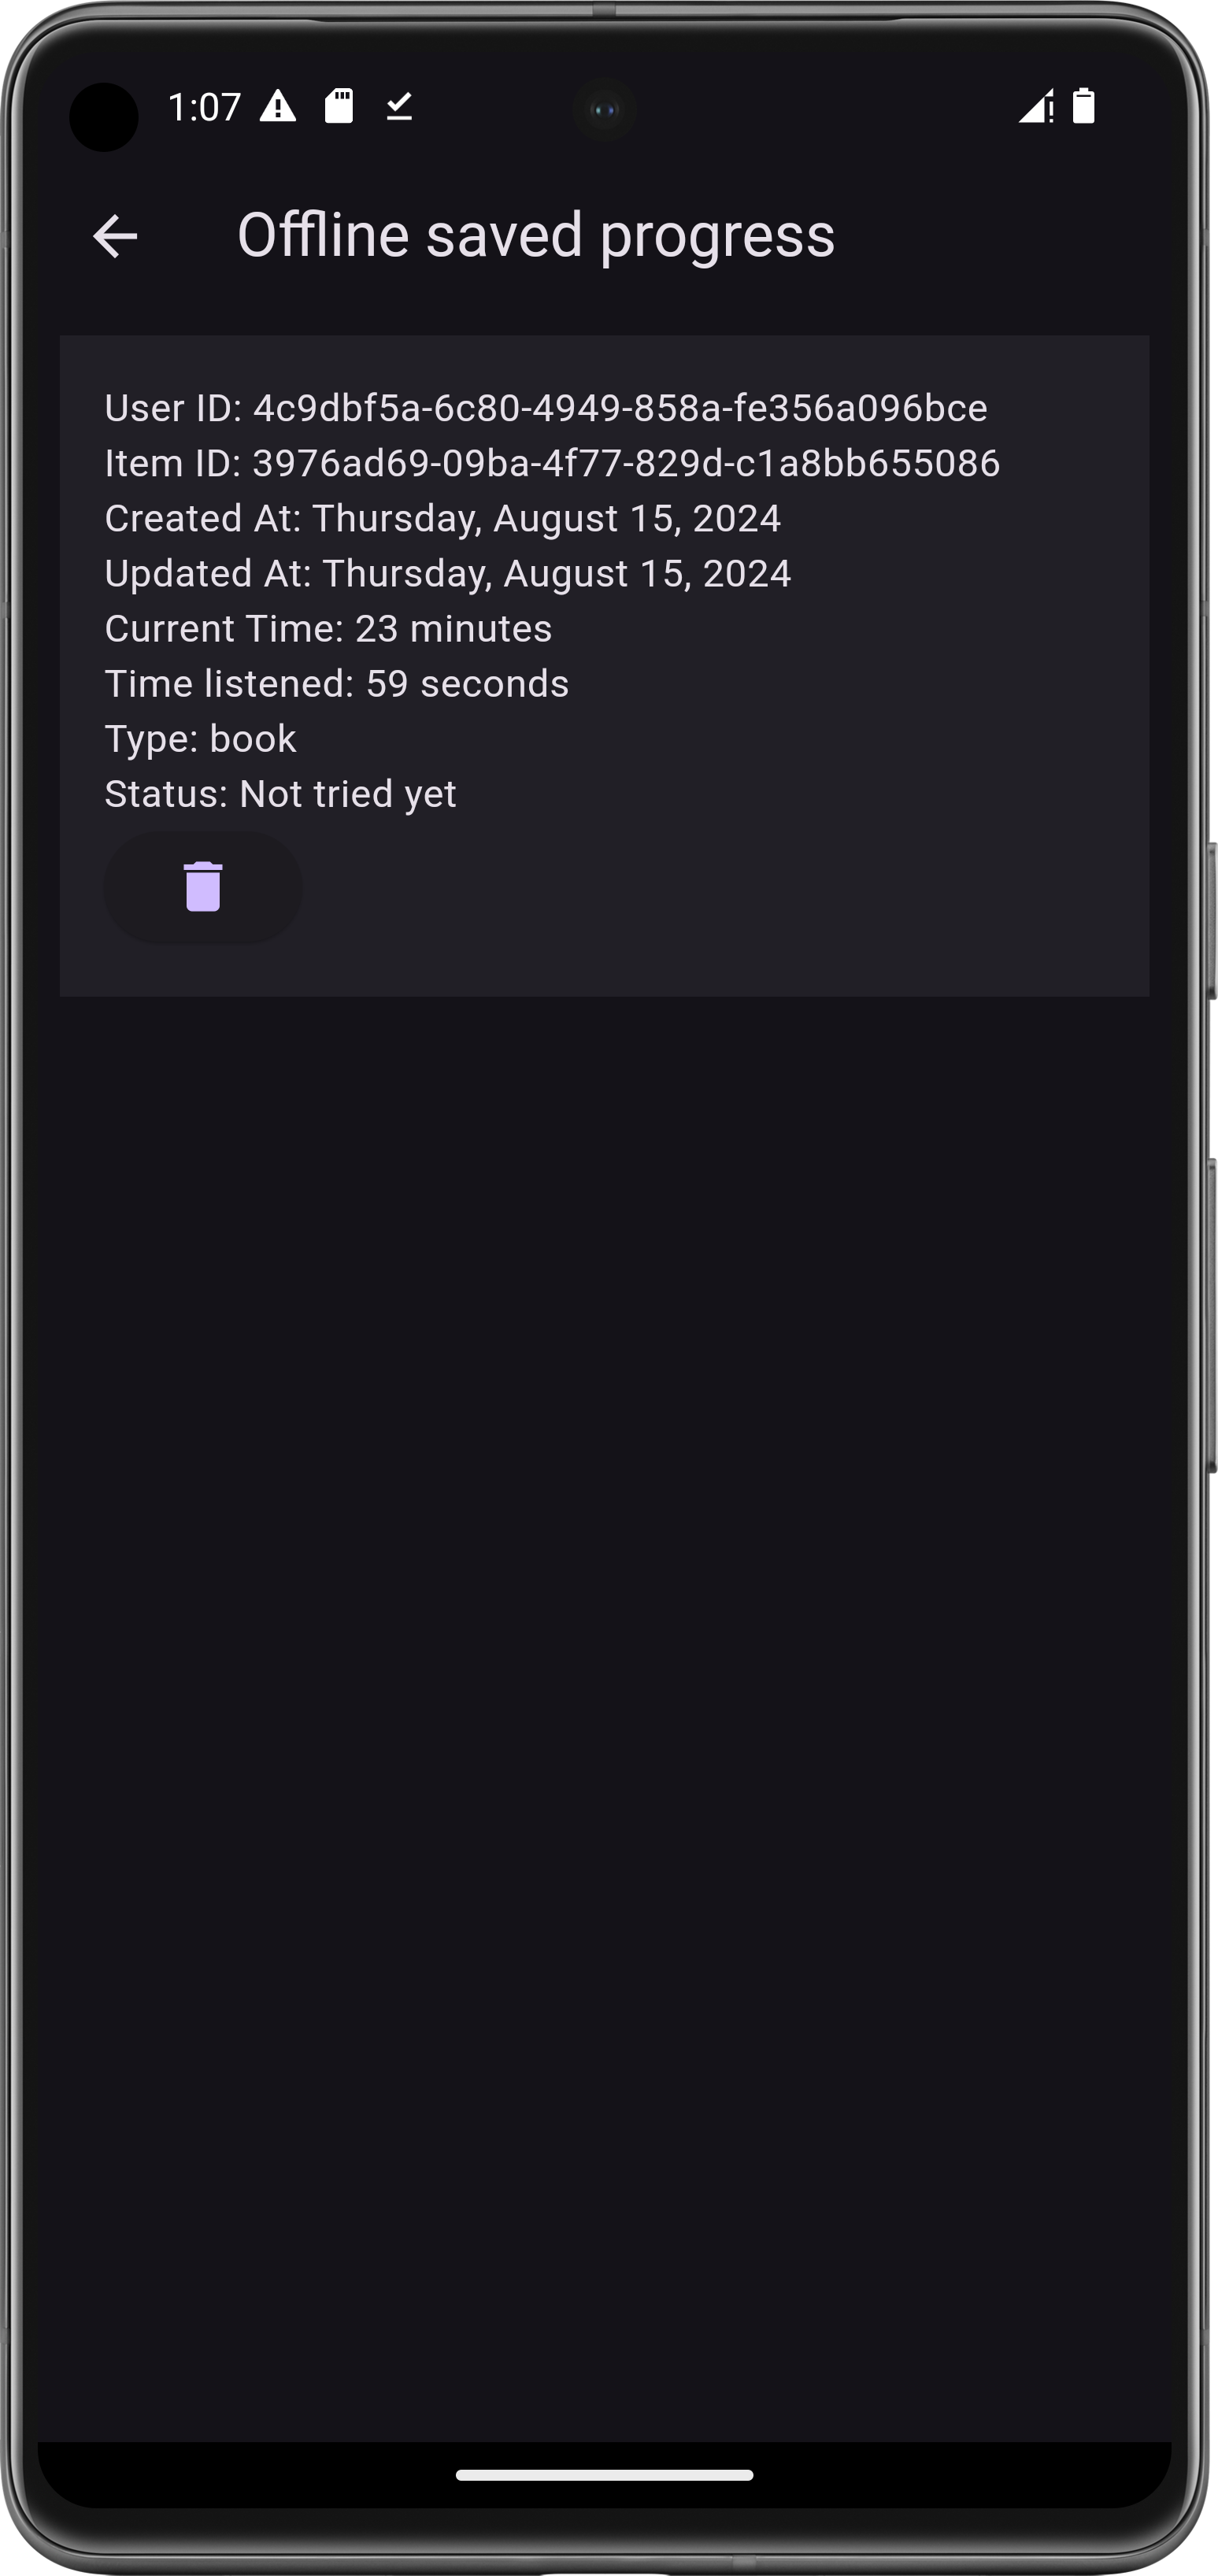 1:07
Offline saved progress
User ID: 4c9dbf5a-6c80-4949-858a-fe356a096bce
Item ID: 3976ad69-09ba-4f77-829d-c1a8bb655086
Created At: Thursday, August 15, 2024
Updated At: Thursday, August 15, 2024
Current Time: 23 minutes
Time listened: 59 seconds
Type: book
Status: Not tried yet